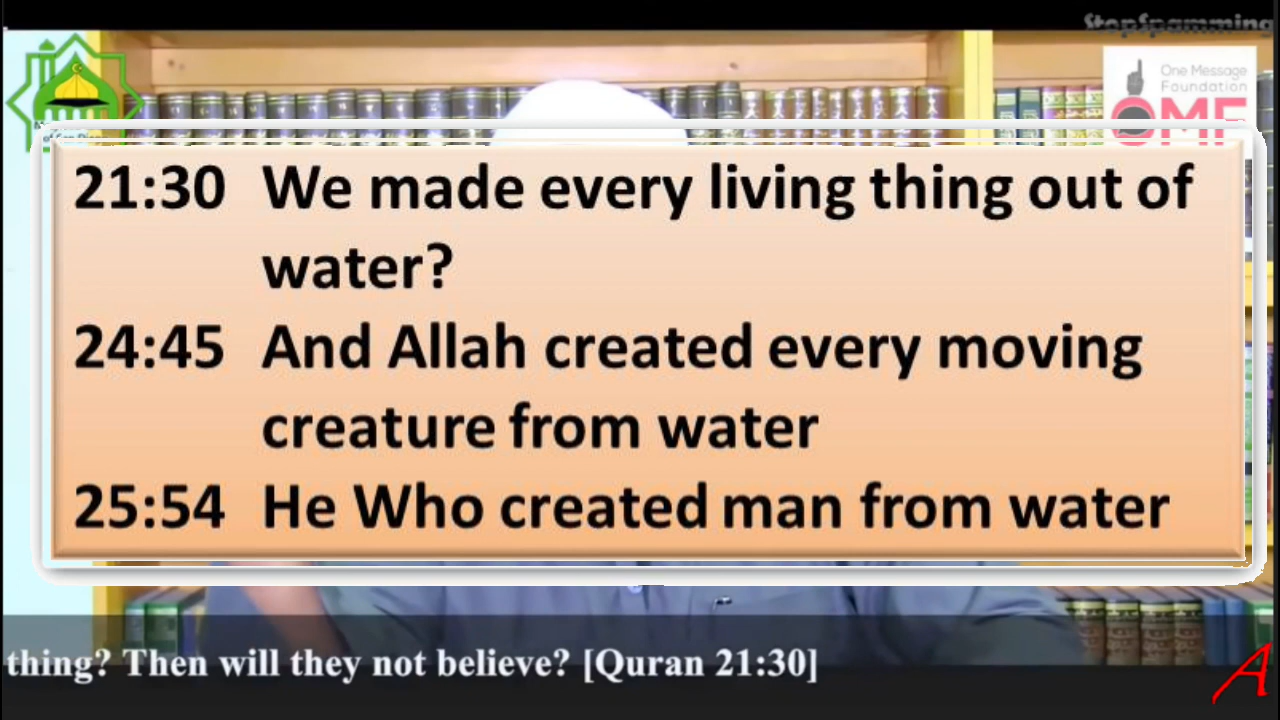 StopSpamming
One Message
Foundation
OMF
21:30 We made every living thing out of
water?
24:45 And Allah created every moving
creature from water
25:54 He Who created man from water
thing? Then will they not believe? [Quran 21:30]
A